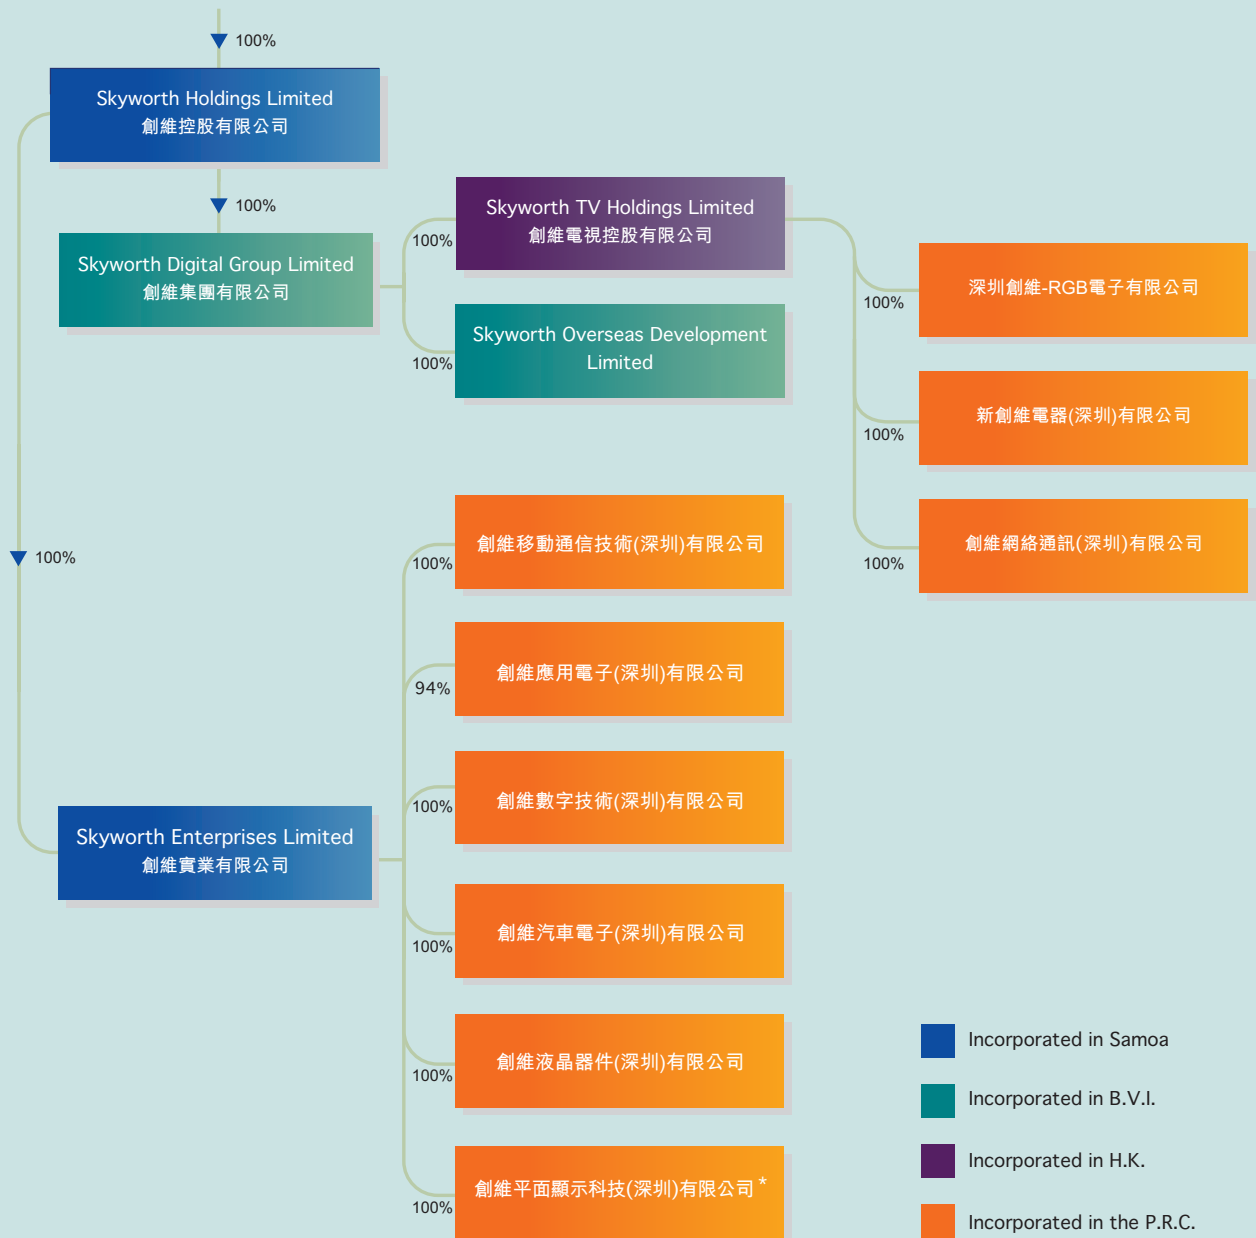 100%
Skyworth Holdings Limited
創維控股有限公司
100%
Skyworth Digital Group Limited
創維集團有限公司
100%
Skyworth TV Holdings Limited
創維電視控股有限公司
100%
Skyworth Overseas Development
Limited
100%
深圳創維-RGB電子有限公司
100%
新創維電器(深圳)有限公司
100%
創維網絡通訊(深圳)有限公司
100%
100%
創維移動通信技術(深圳)有限公司
94%
創維應用電子(深圳)有限公司
100%
創維數字技術(深圳)有限公司
Skyworth Enterprises Limited
創維實業有限公司
100%
創維汽車電子(深圳)有限公司
100%
創維液晶器件(深圳)有限公司
100%
創維平面顯示科技(深圳)有限公司*
Incorporated in Samoa
Incorporated in B.V.I.
Incorporated in H.K.
Incorporated in the P.R.C.